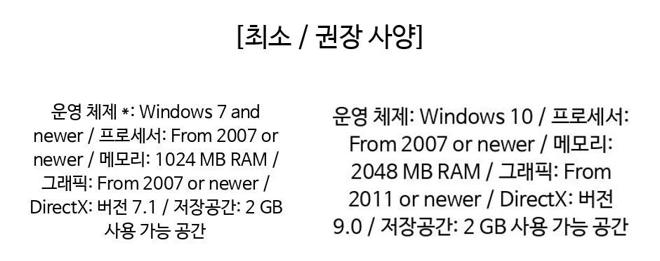 [최소 / 권장 사양]
운영 체제 *: Windows 7 and
newer / 프로세서: From 2007 or
newer / 메모리: 1024 MB RAM /
그래픽: From 2007 or newer /
DirectX: 버전 7.1 / 저장공간: 2 GB
사용 가능 공간
운영 체제: Windows 10 / 프로세서:
From 2007 or newer / 메모리:
2048 MB RAM / 그래픽: From
2011 or newer / DirectX: 버전
9.0 / 저장공간: 2 GB 사용 가능 공간